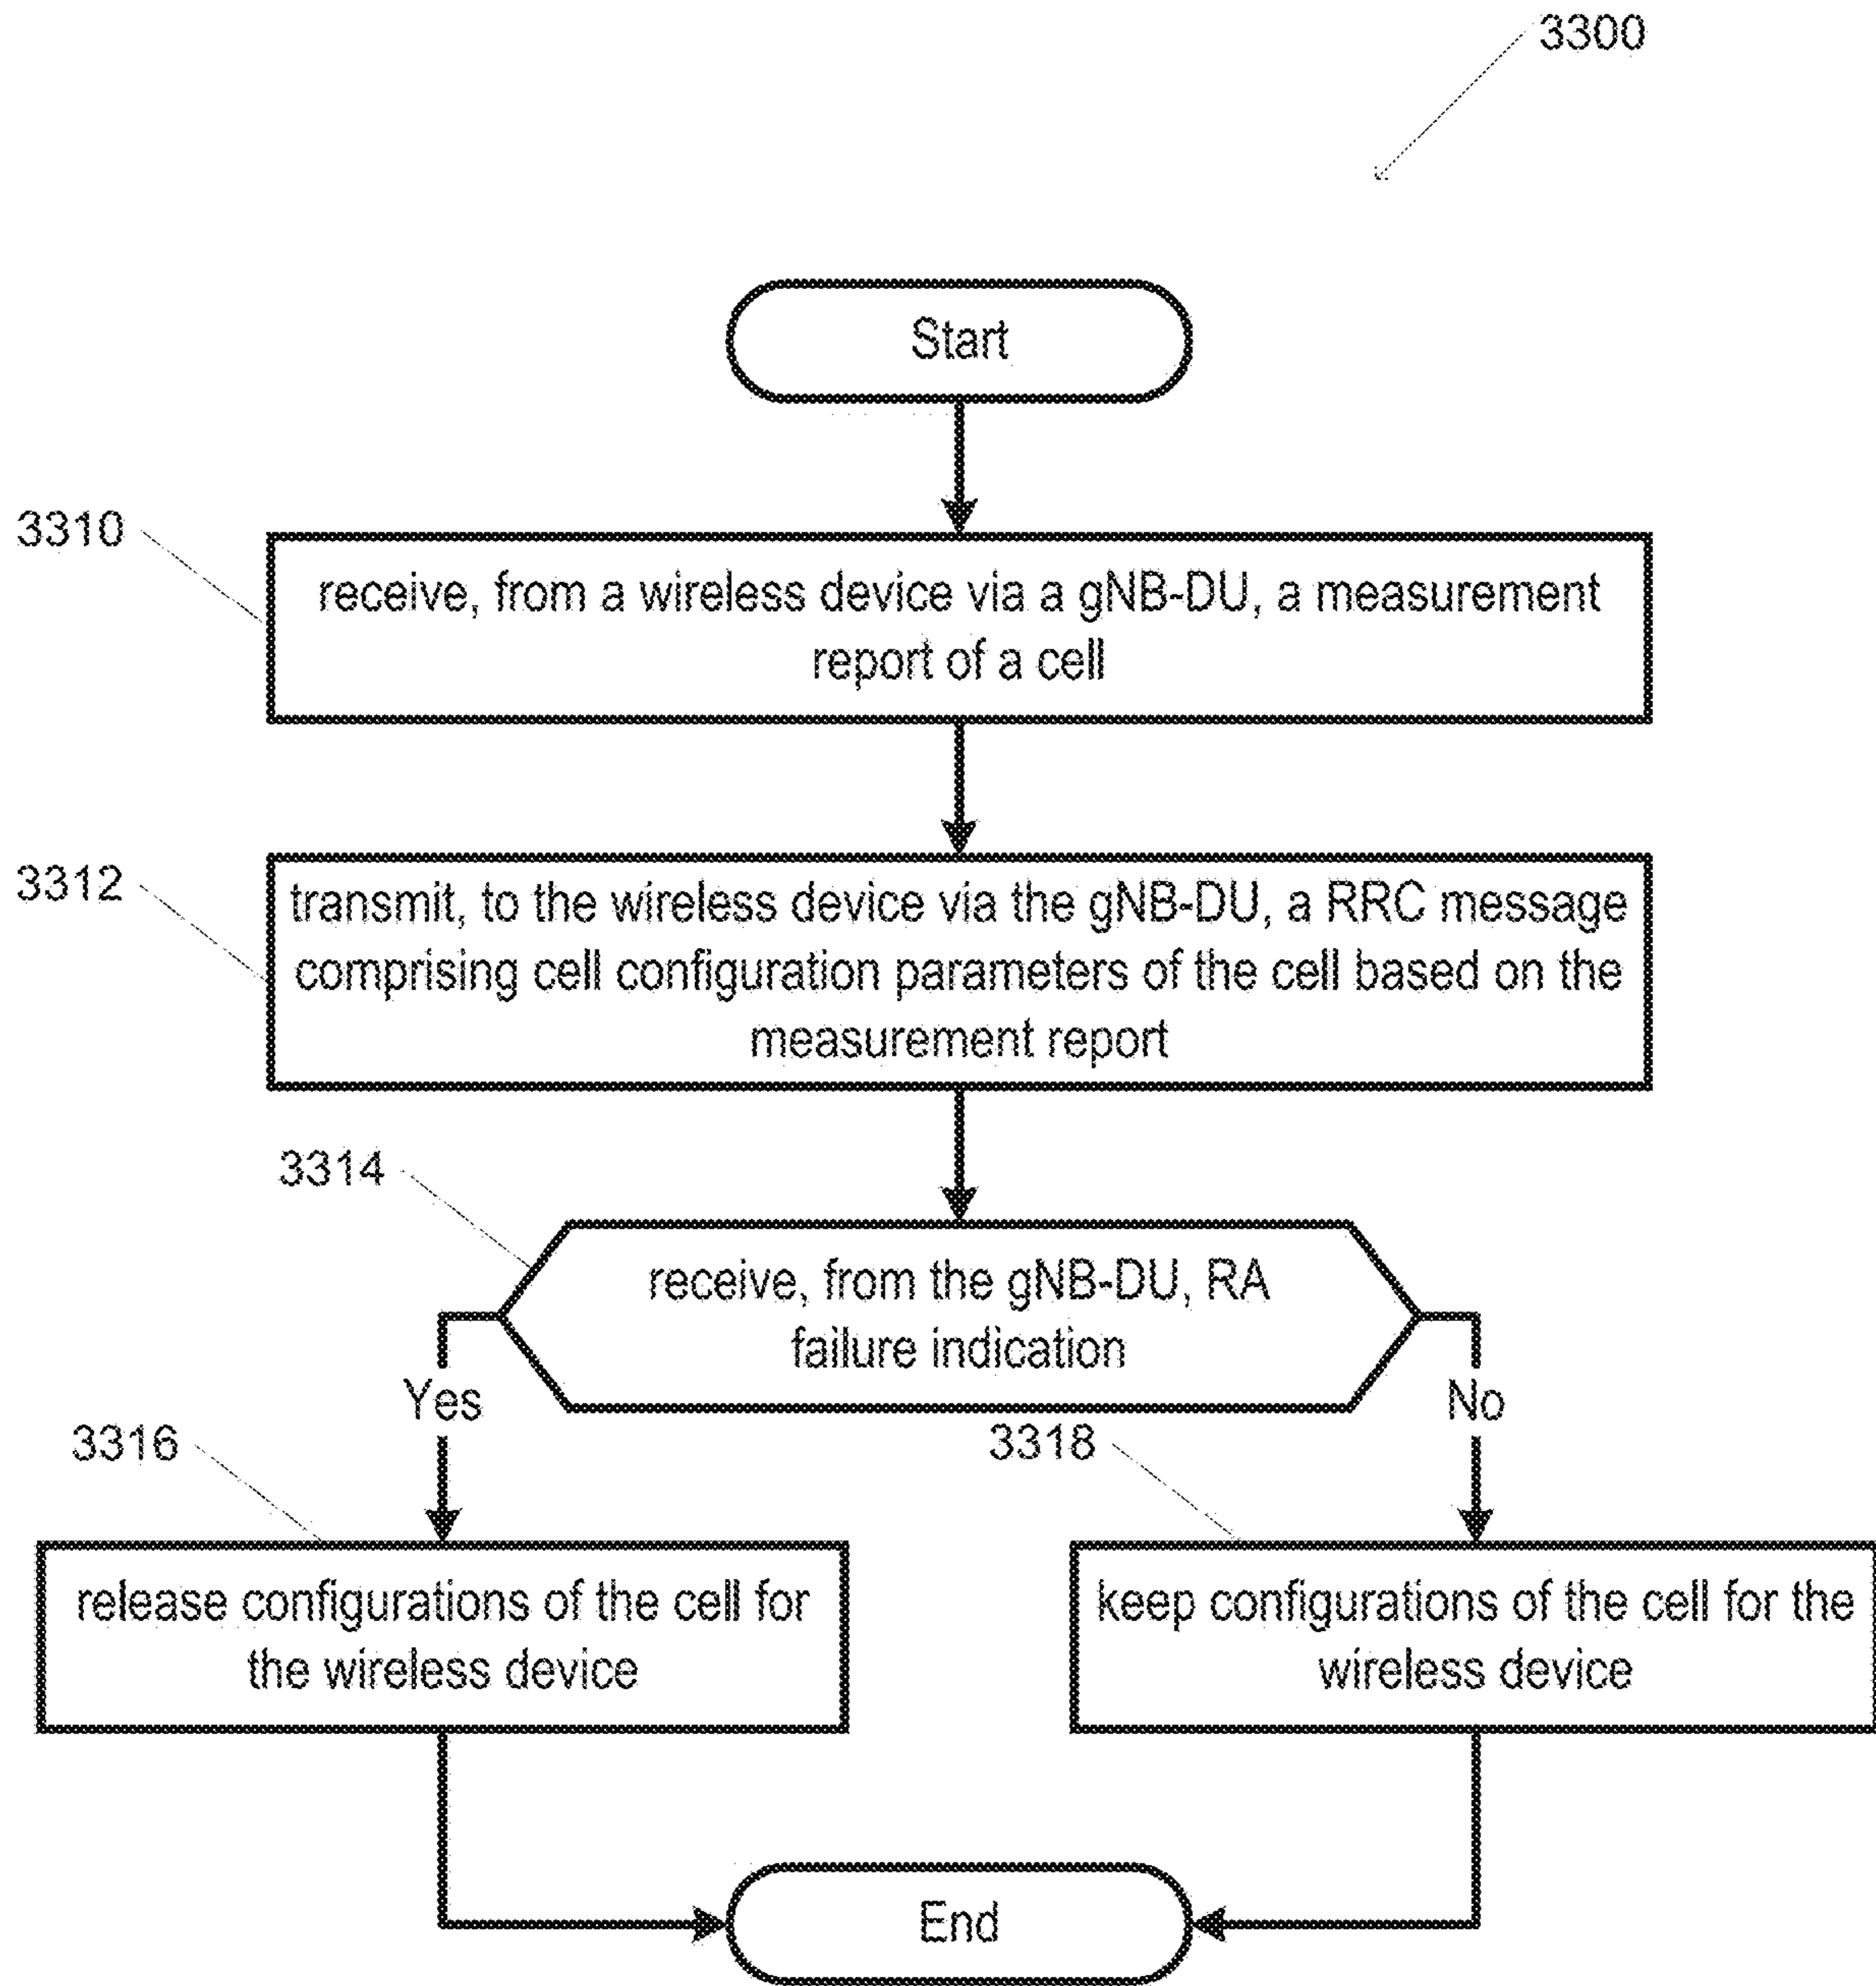 3300
Start
3310
receive, from a wireless device via a gNB-DU, a measurement
report of a cell
3312
transmit, to the wireless device via the gNB-DU, a RRC message
comprising cell configuration parameters of the cell based on the
measurement report
3314
receive, from the gNB-DU, RA
failure indication
Yes
No
3316
3318
release configurations of the cell for
the wireless device
keep configurations of the cell for the
wireless device
End